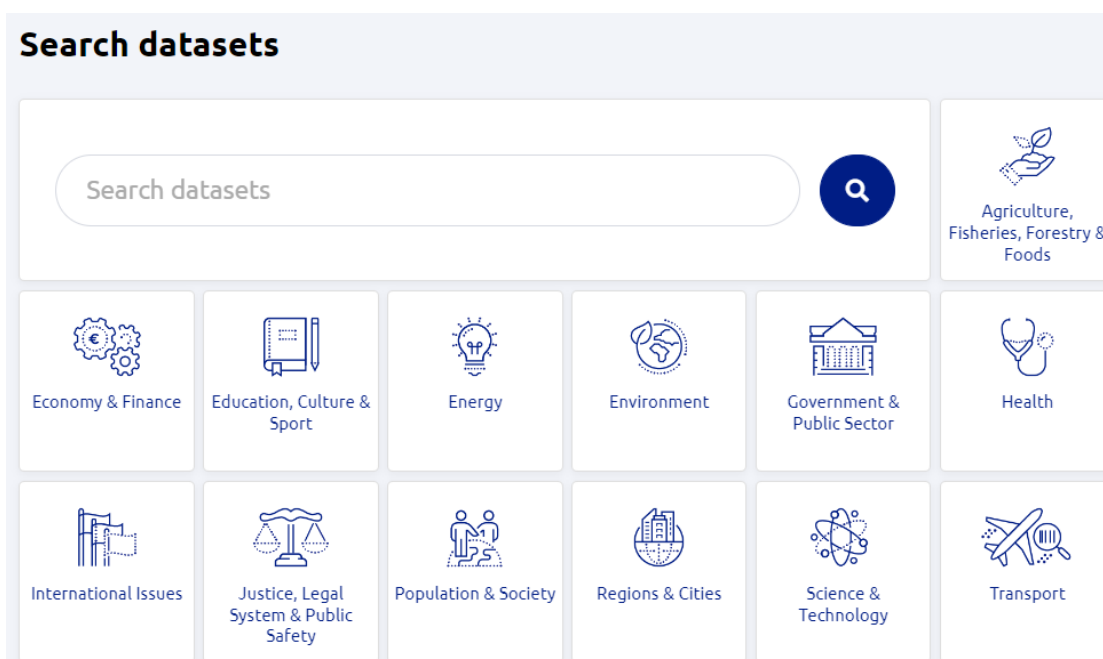 Search datasets
Search datasets
Agriculture,
Fisheries, Forestry &
Foods
€
Economy & Finance
Education, Culture &
Sport
Energy
Environment
Government &
Public Sector
Health
International Issues
Justice, Legal
System & Public
Safety
Population & Society
Regions & Cities
Science &
Technology
Transport